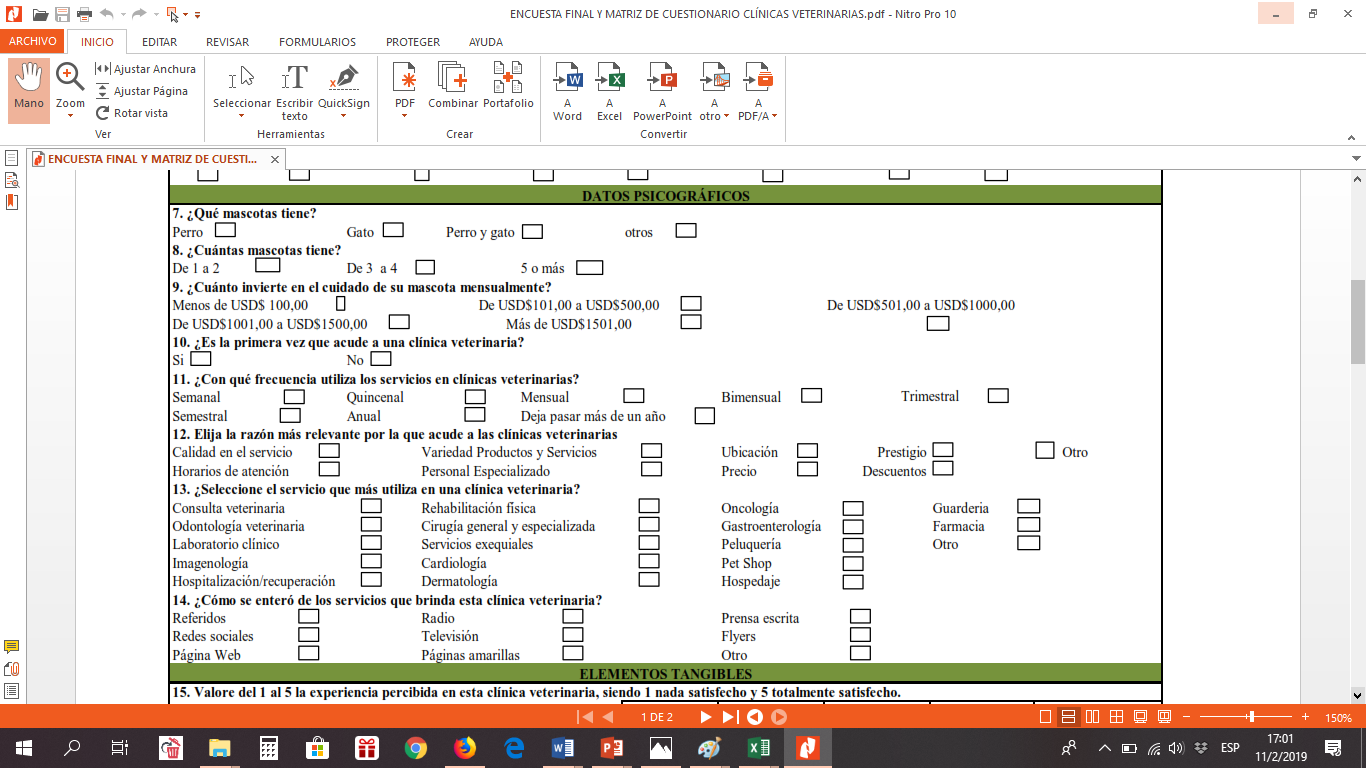 ENCUESTA FINAL Y MATRIZ DE CUESTIONARIO CLÍNICAS VETERINARIAS.pdf - Nitro Pro 10
ARCHIVO INICIO EDITAR REVISAR FORMULARIOS PROTEGER AYUDA
Mano Zoom Ajustar Anchura Ajustar Página Rotar vista
Seleccionar Escribir texto QuickSign
PDF Combinar Portafolio
A Word A Excel A PowerPoint A otro A PDF/A
Ver Herramientas Crear Convertir
ENCUESTA FINAL Y MATRIZ DE CUESTI...
DATOS PSICOGRÁFICOS
7. ¿Qué mascotas tiene?
Perro Gato Perro y gato otros
8. ¿Cuántas mascotas tiene?
De 1 a 2 De 3 a 4 5 o más
9. ¿Cuánto invierte en el cuidado de su mascota mensualmente?
Menos de USD$ 100,00 De USD$101,00 a USD$500,00 De USD$501,00 a USD$1000,00
De USD$1001,00 a USD$1500,00 Más de USD$1501,00
10. ¿Es la primera vez que acude a una clínica veterinaria?
Si No
11. ¿Con qué frecuencia utiliza los servicios en clínicas veterinarias?
Semanal Quincenal Mensual Bimensual Trimestral
Semestral Anual Deja pasar más de un año
12. Elija la razón más relevante por la que acude a las clínicas veterinarias
Calidad en el servicio Variedad Productos y Servicios Ubicación Prestigio Otro
Horarios de atención Personal Especializado Precio Descuentos
13. ¿Seleccione el servicio que más utiliza en una clínica veterinaria?
Consulta veterinaria Rehabilitación física Oncología Guarderia
Odontología veterinaria Cirugía general y especializada Gastroenterología Farmacia
Laboratorio clínico Servicios exequiales Peluquería Otro
Imagenología Cardiología Pet Shop
Hospitalización/recuperación Dermatología Hospedaje
14. ¿Cómo se enteró de los servicios que brinda esta clínica veterinaria?
Referidos Radio Prensa escrita
Redes sociales Televisión Flyers
Página Web Páginas amarillas Otro
ELEMENTOS TANGIBLES
15. Valore del 1 al 5 la experiencia percibida en esta clínica veterinaria, siendo 1 nada satisfecho y 5 totalmente satisfecho.
1 DE 2 150%
ESP 17:01
11/2/2019